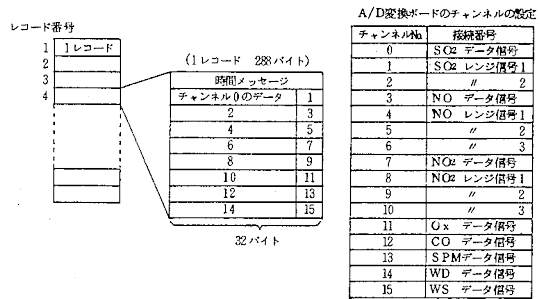 レコード番号
1 1レコード
2
3
4
(1レコード 288バイト)
時間メッセージ
チャンネル0のデータ 1
2 3
4 5
6 7
8 9
10 11
12 13
14 15
32バイト
A/D変換ボードのチャンネルの設定
チャンネルNo. 接続番号
0 SO2 データ信号
1 SO2 レンジ信号1
2 〃 2
3 NO データ信号
4 NO レンジ信号1
5 〃 2
6 〃 3
7 NO2 データ信号
8 NO2 レンジ信号1
9 〃 2
10 〃 3
11 Ox データ信号
12 CO データ信号
13 SPMデータ信号
14 WD データ信号
15 WS データ信号